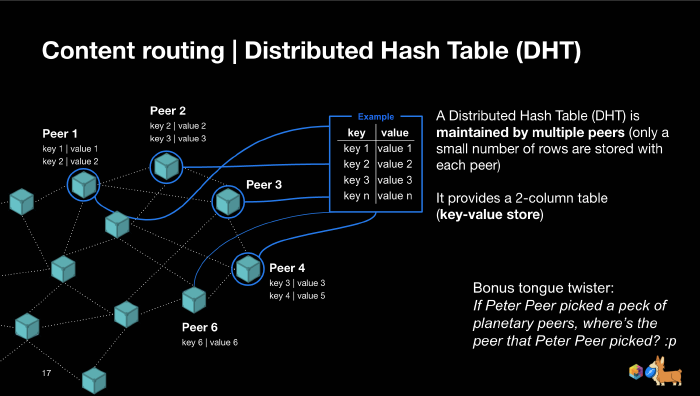 Content routing | Distributed Hash Table (DHT)
Peer 1
key 1 | value 1
key 2 | value 2
Peer 2
key 2 | value 2
key 3 | value 3
Peer 3
Peer 4
key 3 | value 3
key 4 | value 5
Peer 6
key 6 | value 6
Example
key value
key 1 value 1
key 2 value 2
key 3 value 3
key n value n
A Distributed Hash Table (DHT) is
maintained by multiple peers (only a
small number of rows are stored with
each peer)
It provides a 2-column table
(key-value store)
Bonus tongue twister:
If Peter Peer picked a peck of
planetary peers, where’s the
peer that Peter Peer picked? :p
17